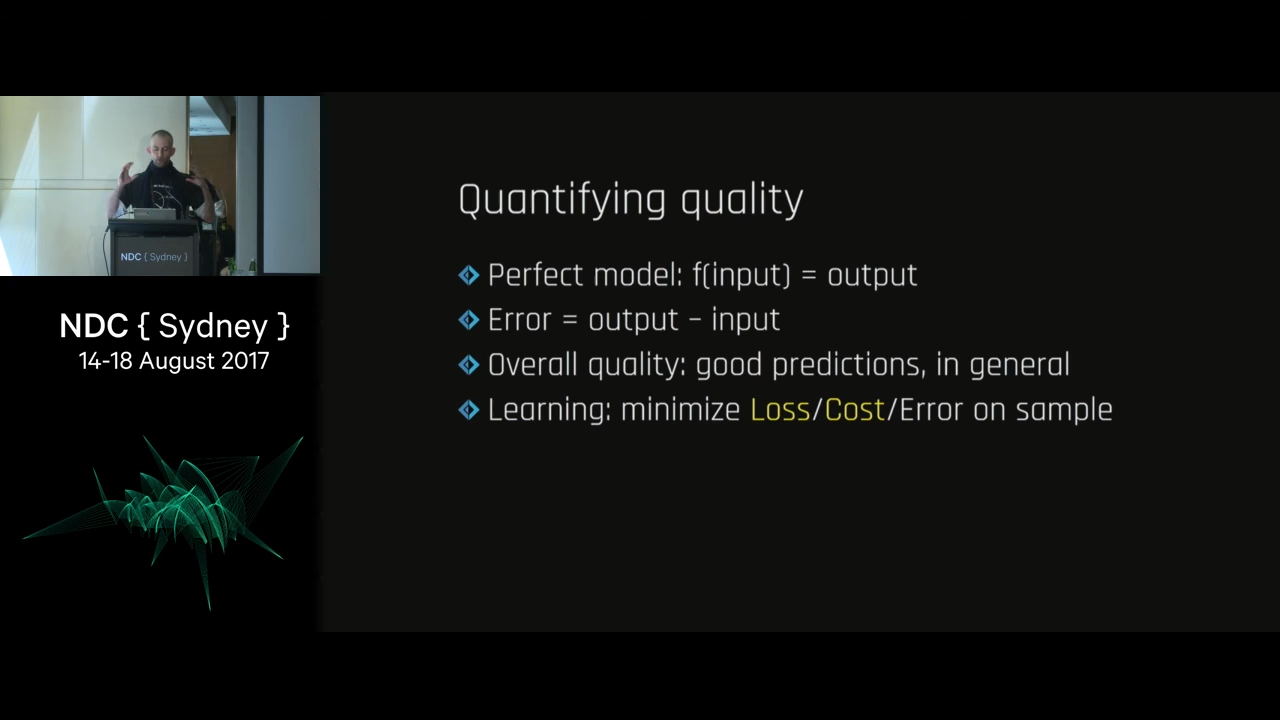 NDC { Sydney }
NDC { Sydney }
14-18 August 2017
Quantifying quality
Perfect model: f(input) = output
Error = output – input
Overall quality: good predictions, in general
Learning: minimize Loss/Cost/Error on sample